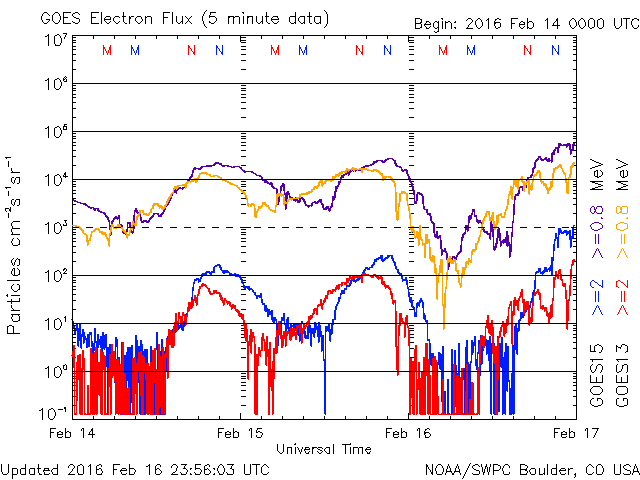 GOES Electron Flux (5 minute data)
Begin: 2016 Feb 14 0000 UTC
10⁷
M M N N M M N N M M N N
10⁶
10⁵
10⁴
10³
10²
10¹
10⁰
10⁻¹
Particles cm⁻²s⁻¹sr⁻¹
GOES15 >=2 >=0.8 MeV
GOES13 >=2 >=0.8 MeV
Feb 14 Feb 15 Feb 16 Feb 17
Universal Time
Updated 2016 Feb 16 23:56:03 UTC
NOAA/SWPC Boulder, CO USA